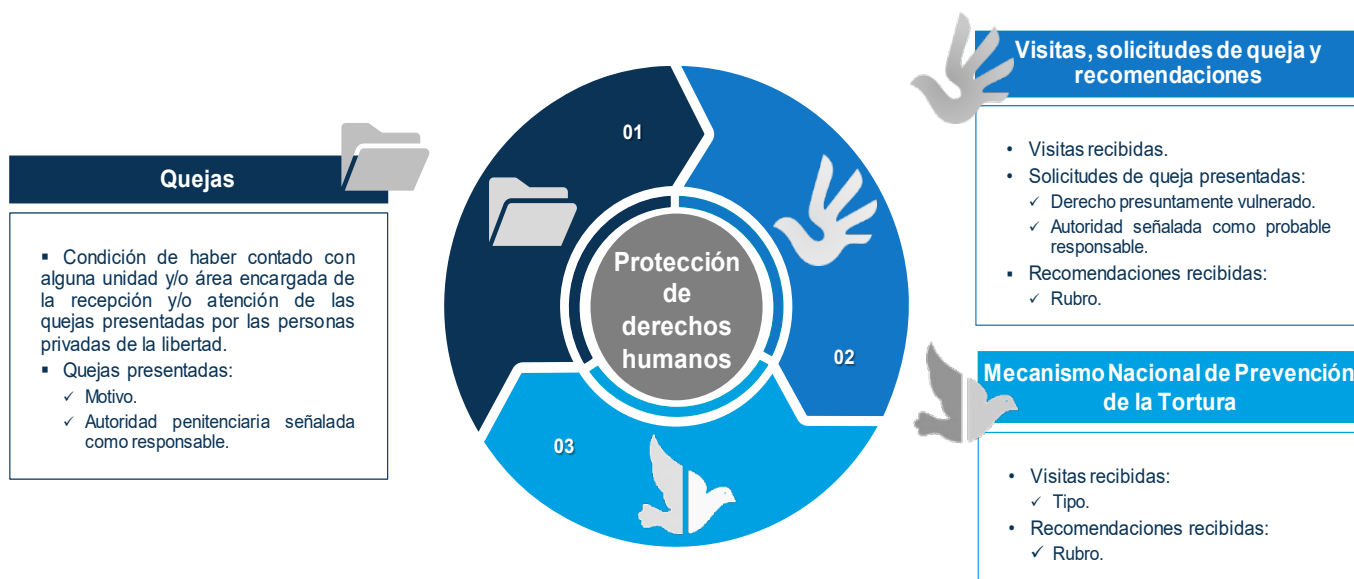 Quejas
▪ Condición de haber contado con
alguna unidad y/o área encargada de
la recepción y/o atención de las
quejas presentadas por las personas
privadas de la libertad.
▪ Quejas presentadas:
✓ Motivo.
✓ Autoridad penitenciaria señalada
como responsable.
01
02
03
Protección
de
derechos
humanos
Visitas, solicitudes de queja y
recomendaciones
• Visitas recibidas.
• Solicitudes de queja presentadas:
✓ Derecho presuntamente vulnerado.
✓ Autoridad señalada como probable
responsable.
▪ Recomendaciones recibidas:
✓ Rubro.
Mecanismo Nacional de Prevención
de la Tortura
• Visitas recibidas:
✓ Tipo.
• Recomendaciones recibidas:
✓ Rubro.